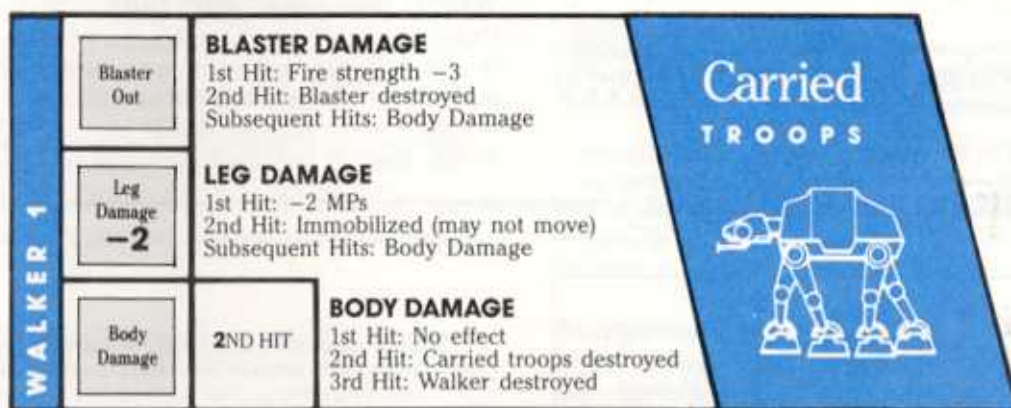 WALKER 1
Blaster
Out
BLASTER DAMAGE
1st Hit: Fire strength −3
2nd Hit: Blaster destroyed
Subsequent Hits: Body Damage
Leg
Damage
−2
LEG DAMAGE
1st Hit: −2 MPs
2nd Hit: Immobilized (may not move)
Subsequent Hits: Body Damage
Body
Damage
2ND HIT
BODY DAMAGE
1st Hit: No effect
2nd Hit: Carried troops destroyed
3rd Hit: Walker destroyed
Carried
TROOPS